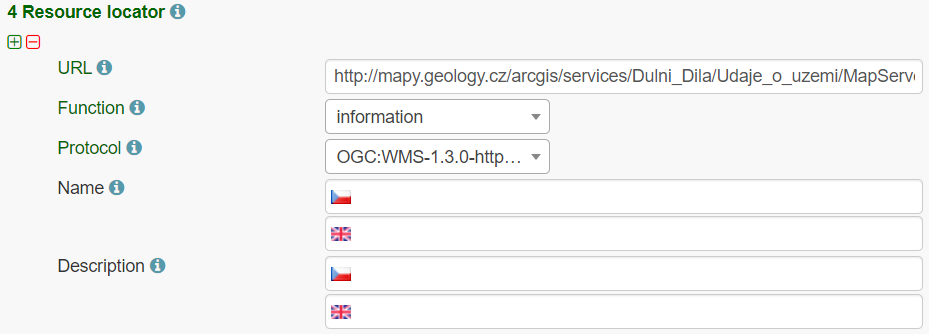 4 Resource locator
URL
http://mapy.geology.cz/arcgis/services/Dulni_Dila/Udaje_o_uzemi/MapServe
Function
information
Protocol
OGC:WMS-1.3.0-http…
Name
Description